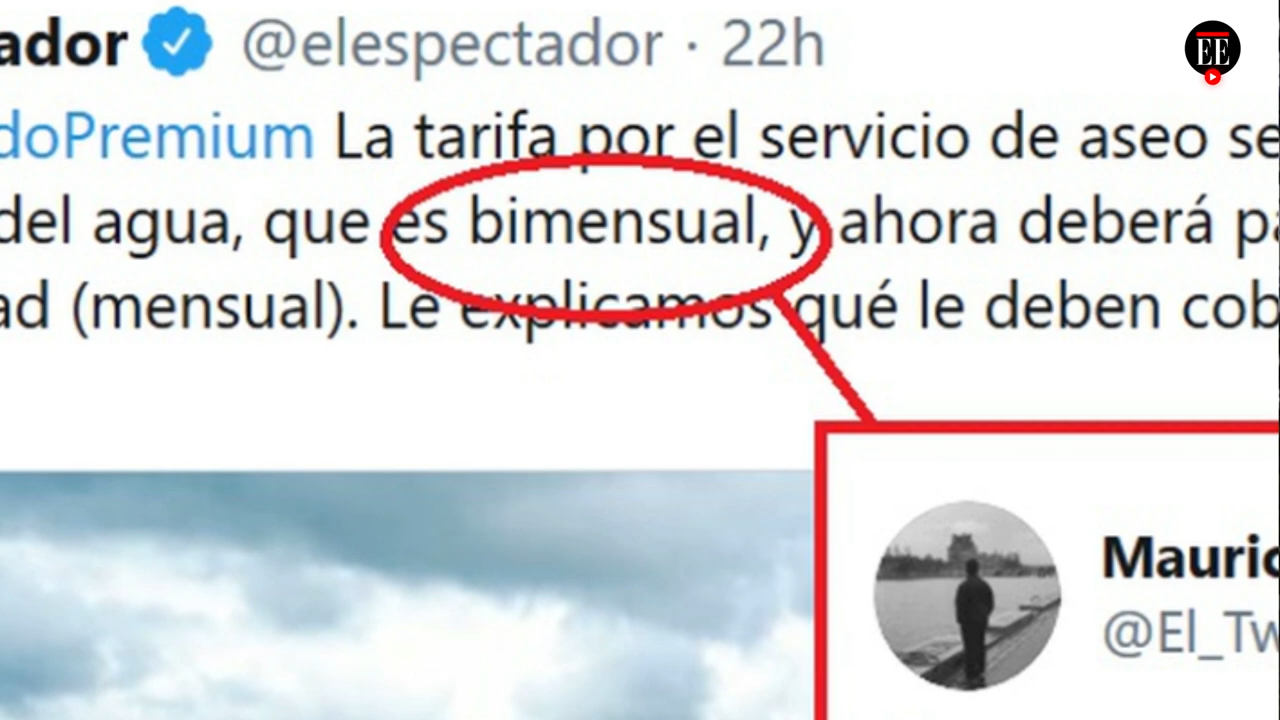 ador @elespectador · 22h
EE
doPremium La tarifa por el servicio de aseo se
del agua, que es bimensual, y ahora deberá pa
ad (mensual). Le explicamos qué le deben cob
Mauric
@El_Tw